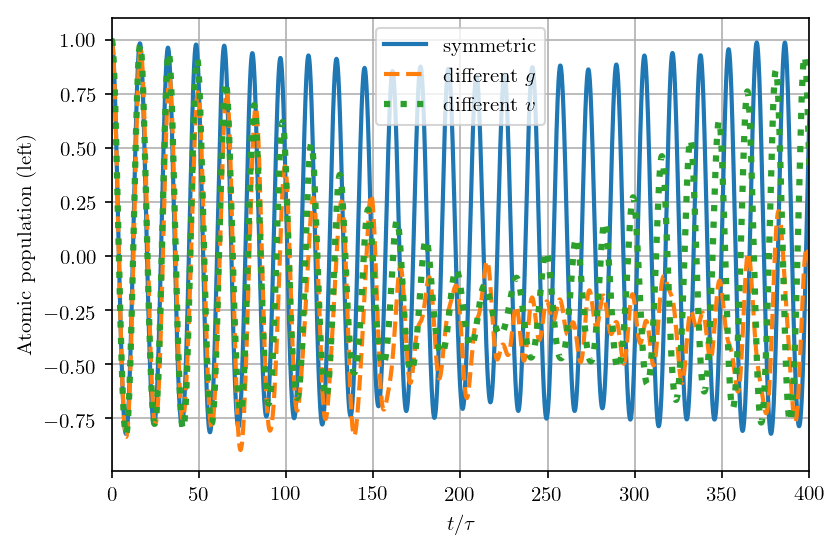 symmetric
different g
different v
1.00
0.75
0.50
0.25
0.00
−0.25
−0.50
−0.75
Atomic population (left)
0 50 100 150 200 250 300 350 400
t/τ